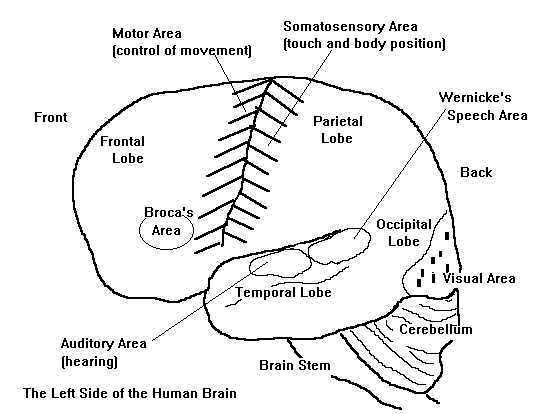 Motor Area
(control of movement)
Somatosensory Area
(touch and body position)
Wernicke's
Speech Area
Front
Frontal
Lobe
Parietal
Lobe
Back
Broca's
Area
Occipital
Lobe
Visual Area
Temporal Lobe
Cerebellum
Auditory Area
(hearing)
Brain Stem
The Left Side of the Human Brain